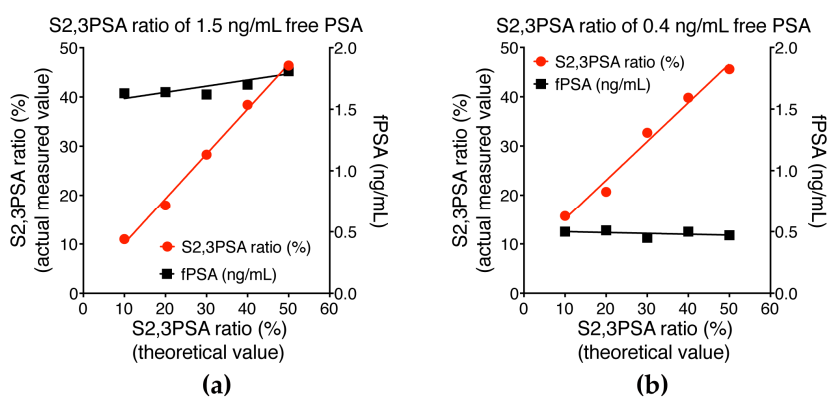 S2,3PSA ratio of 1.5 ng/mL free PSA
50
40
30
20
10
0
2.0
1.5
1.0
0.5
0.0
S2,3PSA ratio (%)
(actual measured value)
fPSA (ng/mL)
S2,3PSA ratio (%)
fPSA (ng/mL)
0 10 20 30 40 50 60
S2,3PSA ratio (%)
(theoretical value)
(a)
S2,3PSA ratio of 0.4 ng/mL free PSA
50
40
30
20
10
0
2.0
1.5
1.0
0.5
0.0
S2,3PSA ratio (%)
(actual measured value)
fPSA (ng/mL)
S2,3PSA ratio (%)
fPSA (ng/mL)
0 10 20 30 40 50 60
S2,3PSA ratio (%)
(theoretical value)
(b)